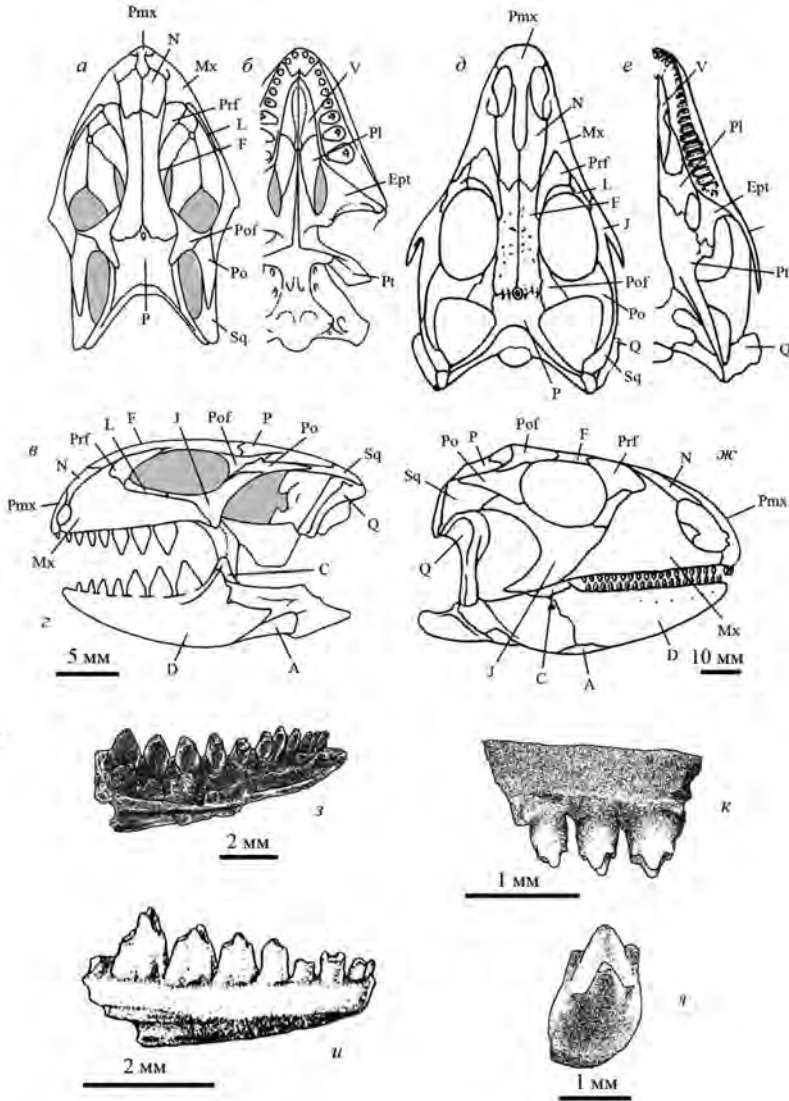 Pmx
N
Mx
а
Prf
L
F
Pof
Po
P
Sq
б
V
Pl
Ept
Pt
Pmx
д
N
Mx
Prf
L
F
J
Pof
Po
Q
Sq
P
е
V
Pl
Ept
Pt
Q
в
Pmx
N
Prf
L
F
J
Pof
P
Po
Sq
Q
Mx
C
г
D
A
5 мм
ж
Sq
Po
P
Pof
F
Prf
N
Pmx
Q
J
C
A
D
Mx
10 мм
з
2 мм
к
1 мм
и
2 мм
1 мм